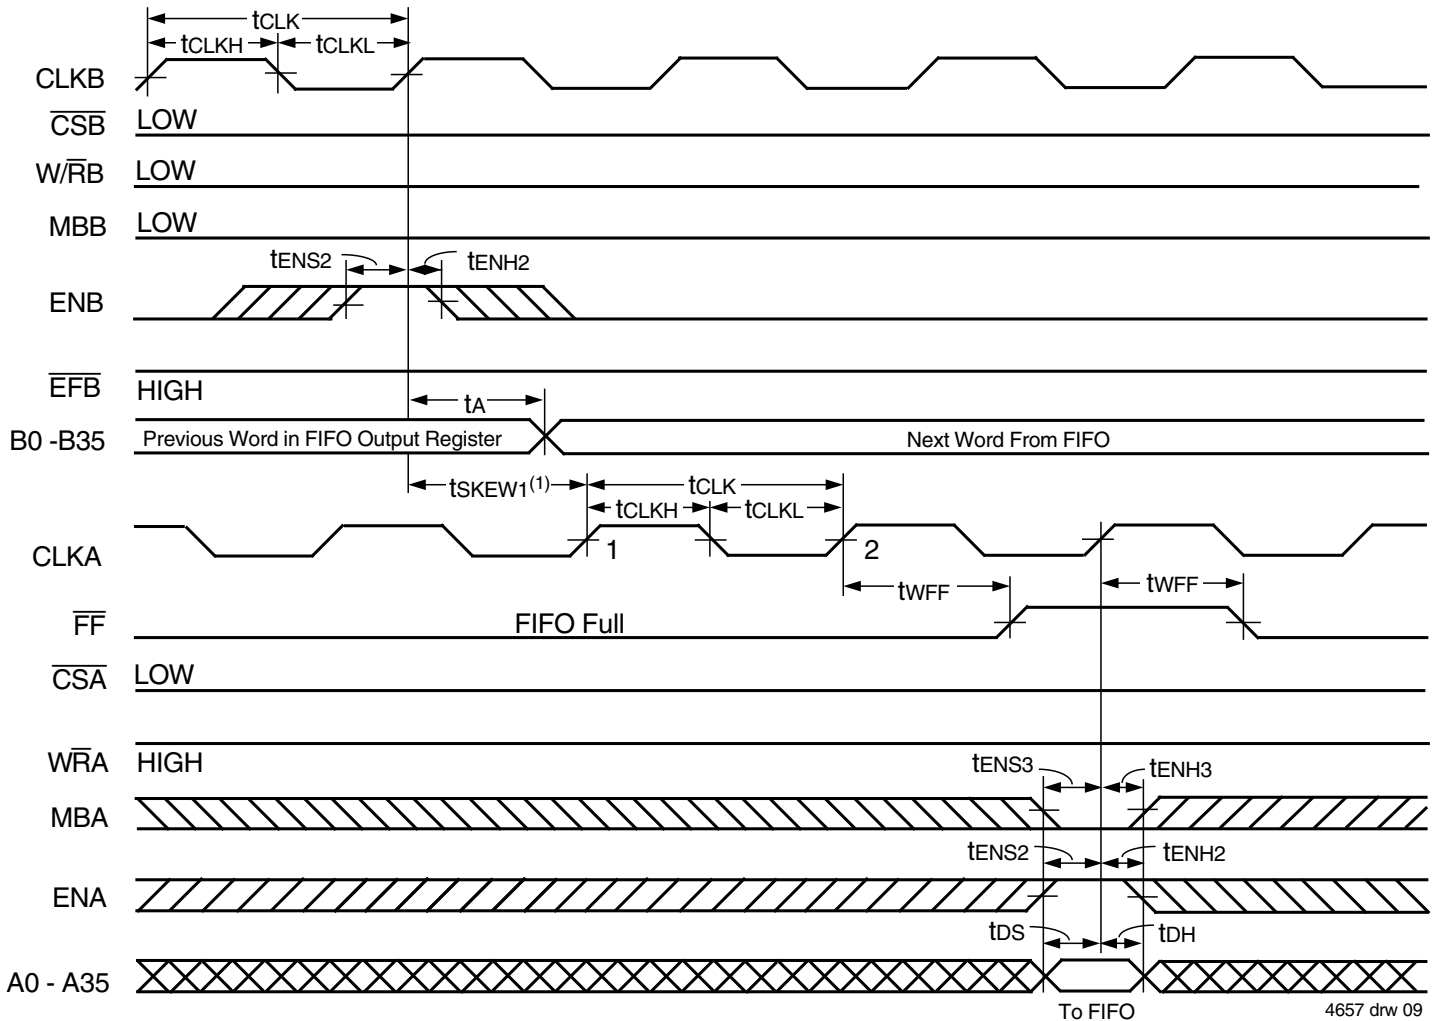 tCLK
tCLKH tCLKL
CLKB
CSB LOW
W/RB LOW
MBB LOW
tENS2 tENH2
ENB
EFB HIGH
tA
B0 -B35 Previous Word in FIFO Output Register Next Word From FIFO
tSKEW1(1) tCLK
tCLKH tCLKL
CLKA 1 2
tWFF tWFF
FF FIFO Full
CSA LOW
WRA HIGH
tENS3 tENH3
MBA
tENS2 tENH2
ENA
tDS tDH
A0 - A35
To FIFO 4657 drw 09